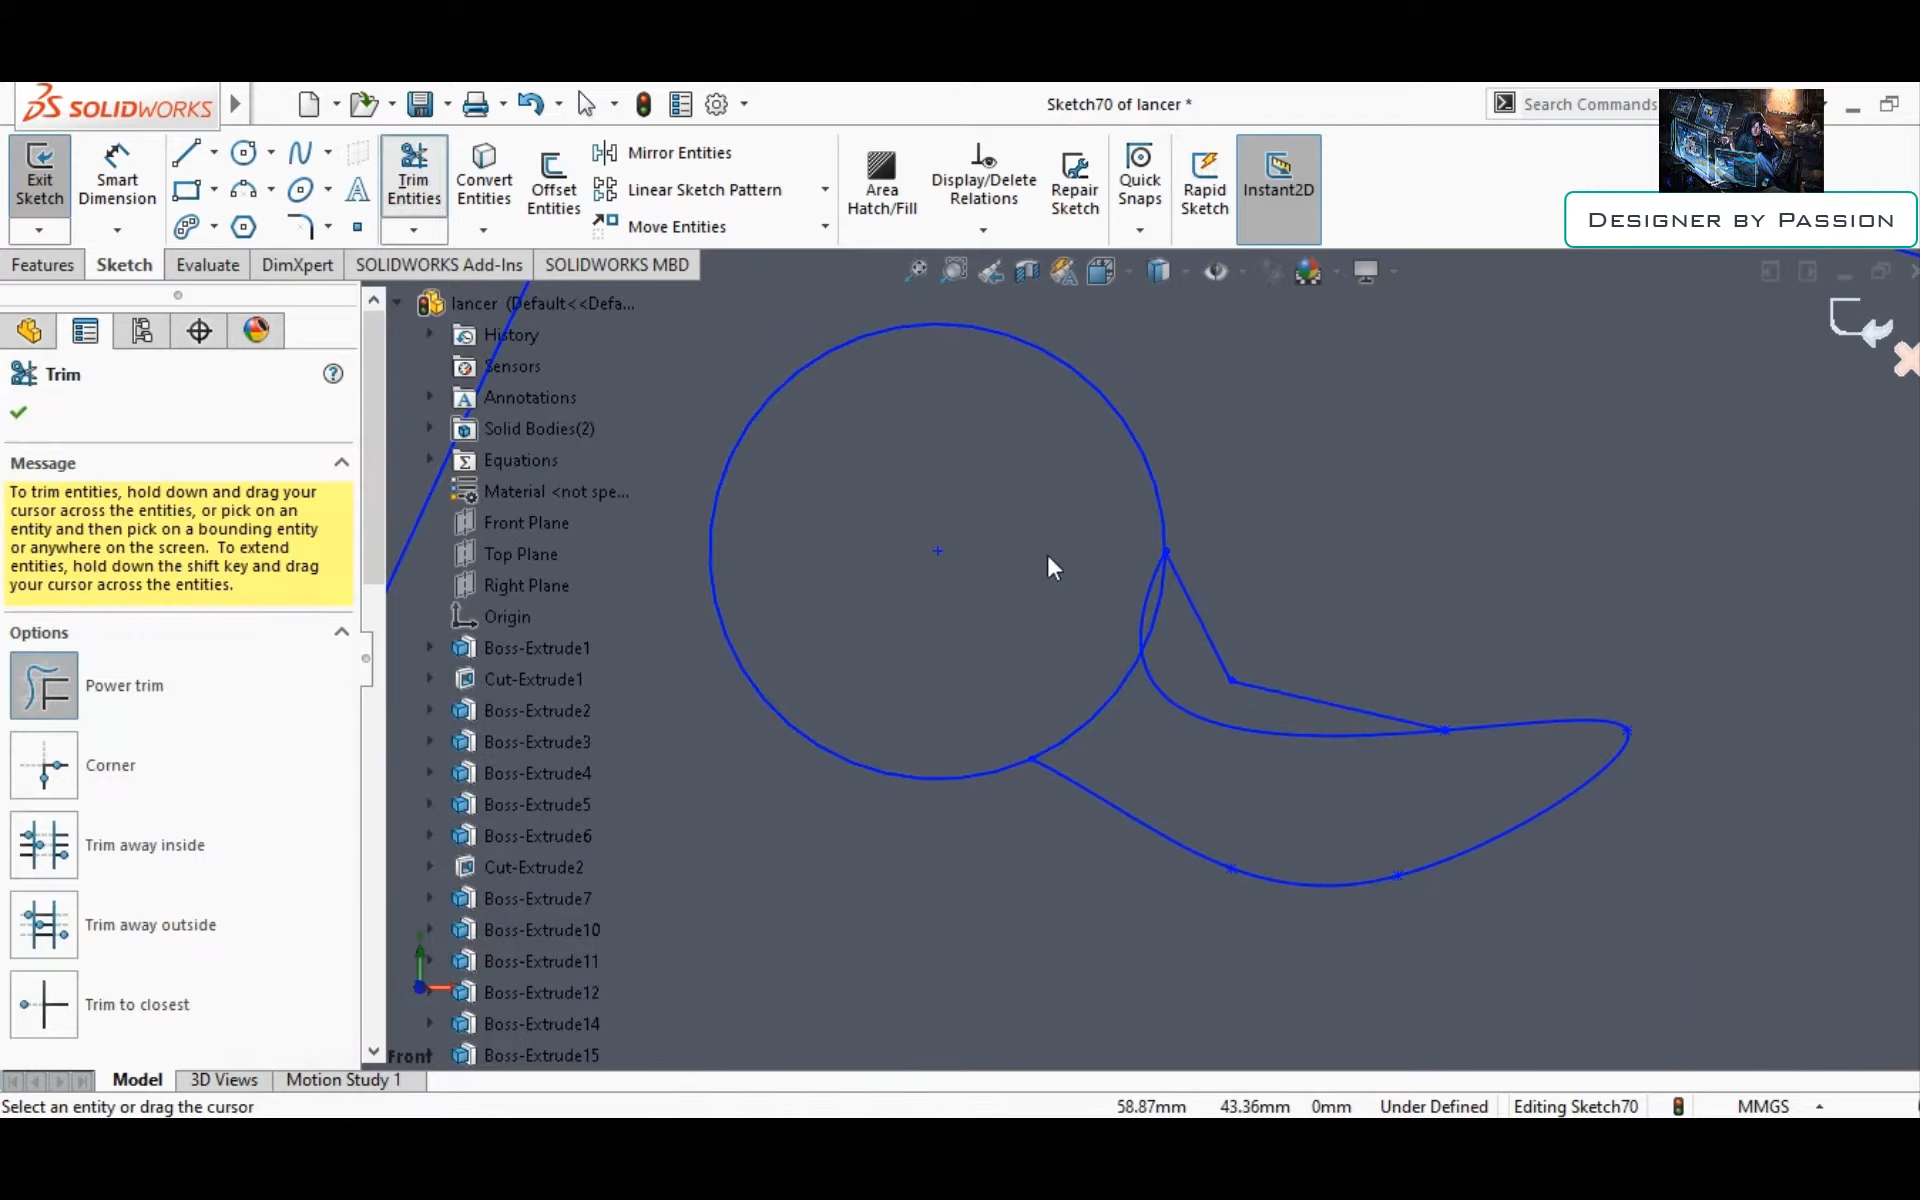 SOLIDWORKS
Sketch70 of lancer *
Search Commands
Exit Sketch
Smart Dimension
Trim Entities
Convert Entities
Offset Entities
Mirror Entities
Linear Sketch Pattern
Move Entities
Area Hatch/Fill
Display/Delete Relations
Repair Sketch
Quick Snaps
Rapid Sketch
Instant2D
Designer by Passion
Features
Sketch
Evaluate
DimXpert
SOLIDWORKS Add-Ins
SOLIDWORKS MBD
Trim
Message
To trim entities, hold down and drag your
cursor across the entities, or pick on an
entity and then pick on a bounding entity
or anywhere on the screen. To extend
entities, hold down the shift key and drag
your cursor across the entities.
Options
Power trim
Corner
Trim away inside
Trim away outside
Trim to closest
lancer (Default<<Defa...
History
Sensors
Annotations
Solid Bodies(2)
Equations
Material <not spe...
Front Plane
Top Plane
Right Plane
Origin
Boss-Extrude1
Cut-Extrude1
Boss-Extrude2
Boss-Extrude3
Boss-Extrude4
Boss-Extrude5
Boss-Extrude6
Cut-Extrude2
Boss-Extrude7
Boss-Extrude10
Boss-Extrude11
Boss-Extrude12
Boss-Extrude14
Boss-Extrude15
Front
Model
3D Views
Motion Study 1
Select an entity or drag the cursor
58.87mm
43.36mm
0mm
Under Defined
Editing Sketch70
MMGS